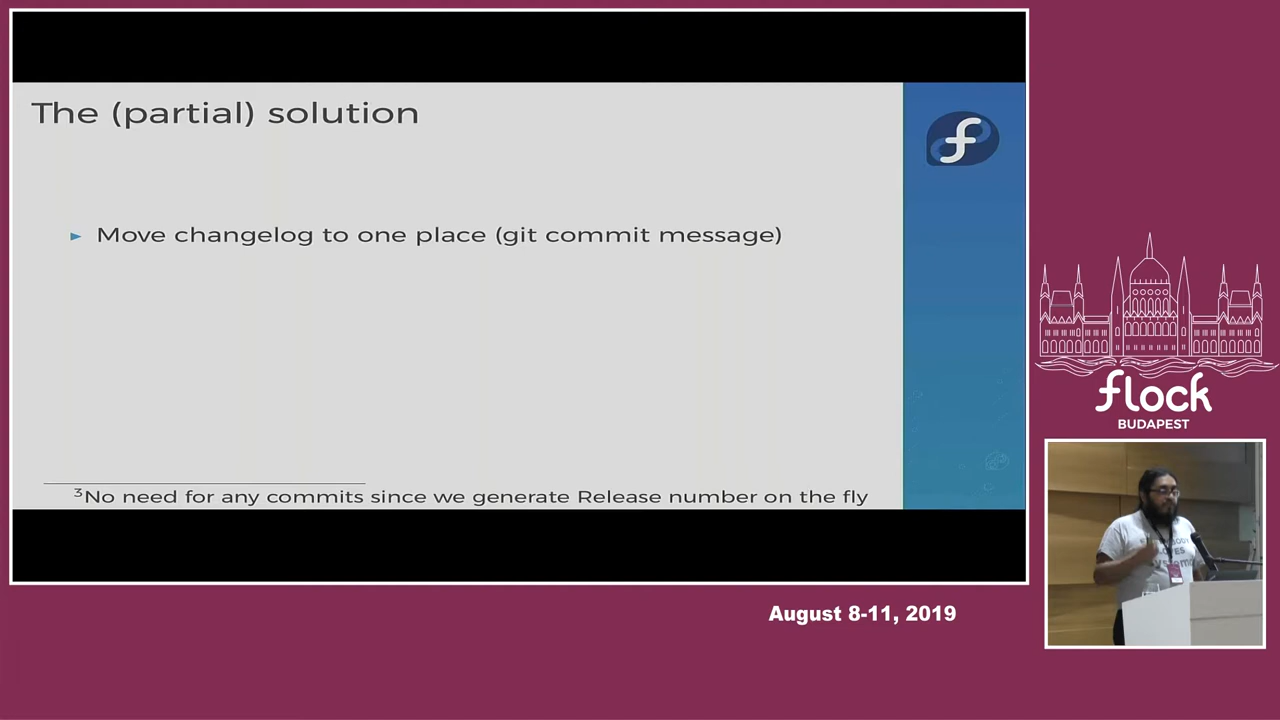 The (partial) solution
► Move changelog to one place (git commit message)
³No need for any commits since we generate Release number on the fly
flock
BUDAPEST
August 8-11, 2019
LOVES